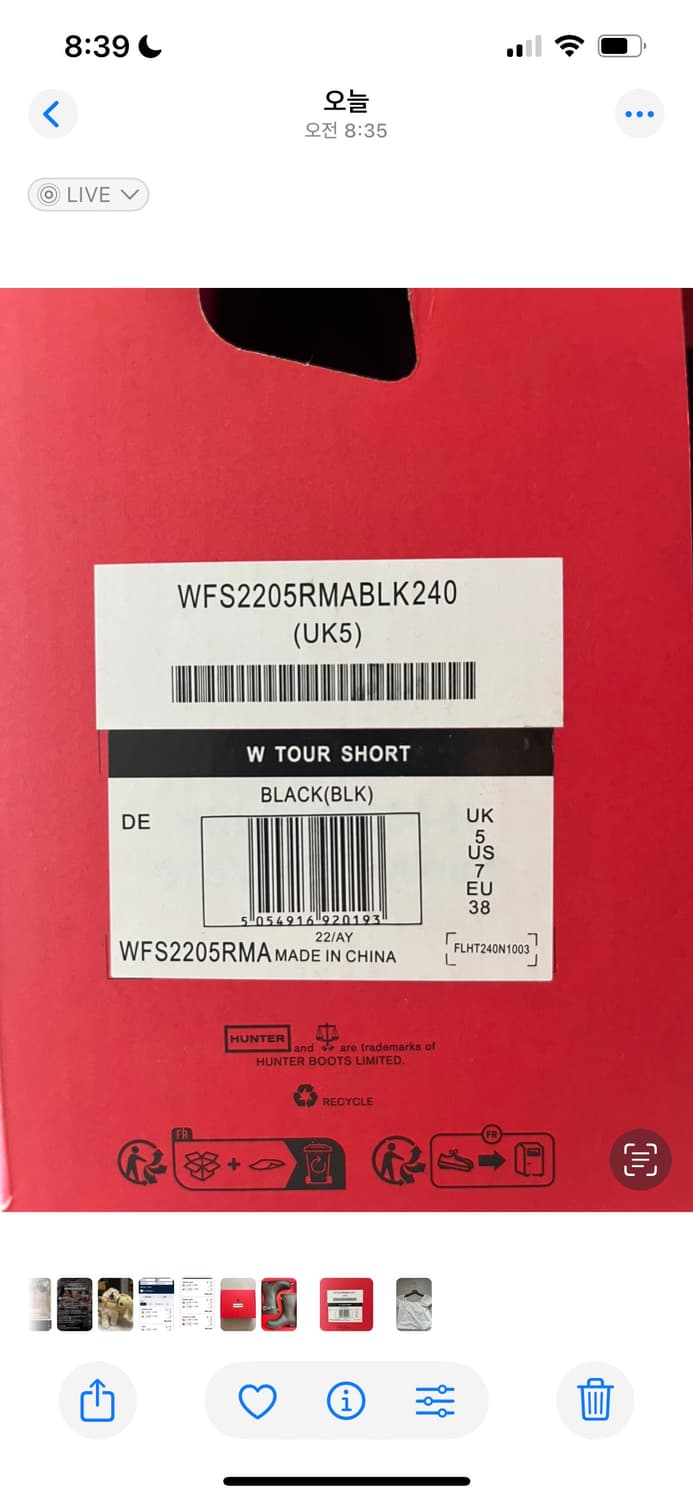 8:39
오늘
오전 8:35
LIVE
WFS2205RMABLK240
(UK5)
W TOUR SHORT
BLACK(BLK)
DE
UK
5
US
7
EU
38
5 054916 920193
22/AY
WFS2205RMA MADE IN CHINA
FLHT240N1003
HUNTER and are trademarks of
HUNTER BOOTS LIMITED.
RECYCLE
FR
FR